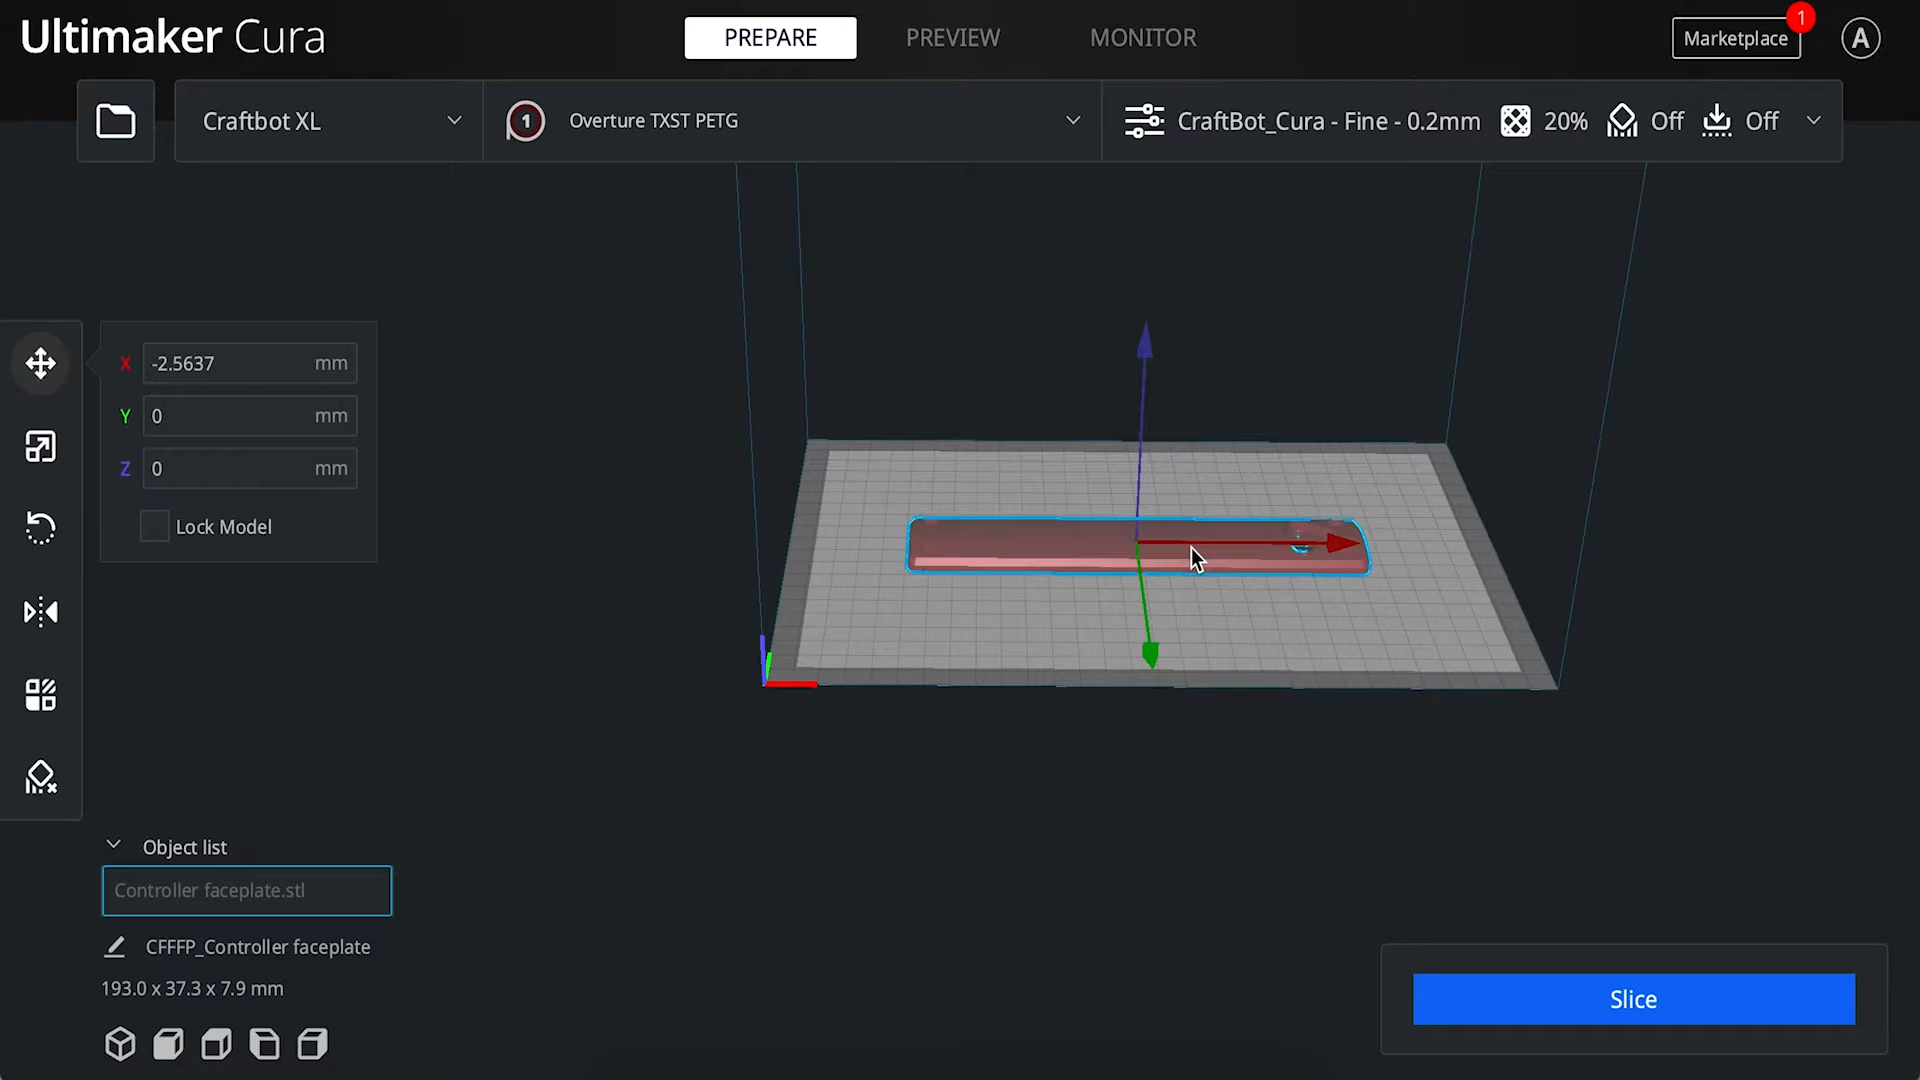 Ultimaker Cura
PREPARE
PREVIEW
MONITOR
Marketplace
1
A
Craftbot XL
1
Overture TXST PETG
CraftBot_Cura - Fine - 0.2mm
20%
Off
Off
X -2.5637 mm
Y 0 mm
Z 0 mm
Lock Model
Object list
Controller faceplate.stl
CFFFP_Controller faceplate
193.0 x 37.3 x 7.9 mm
Slice